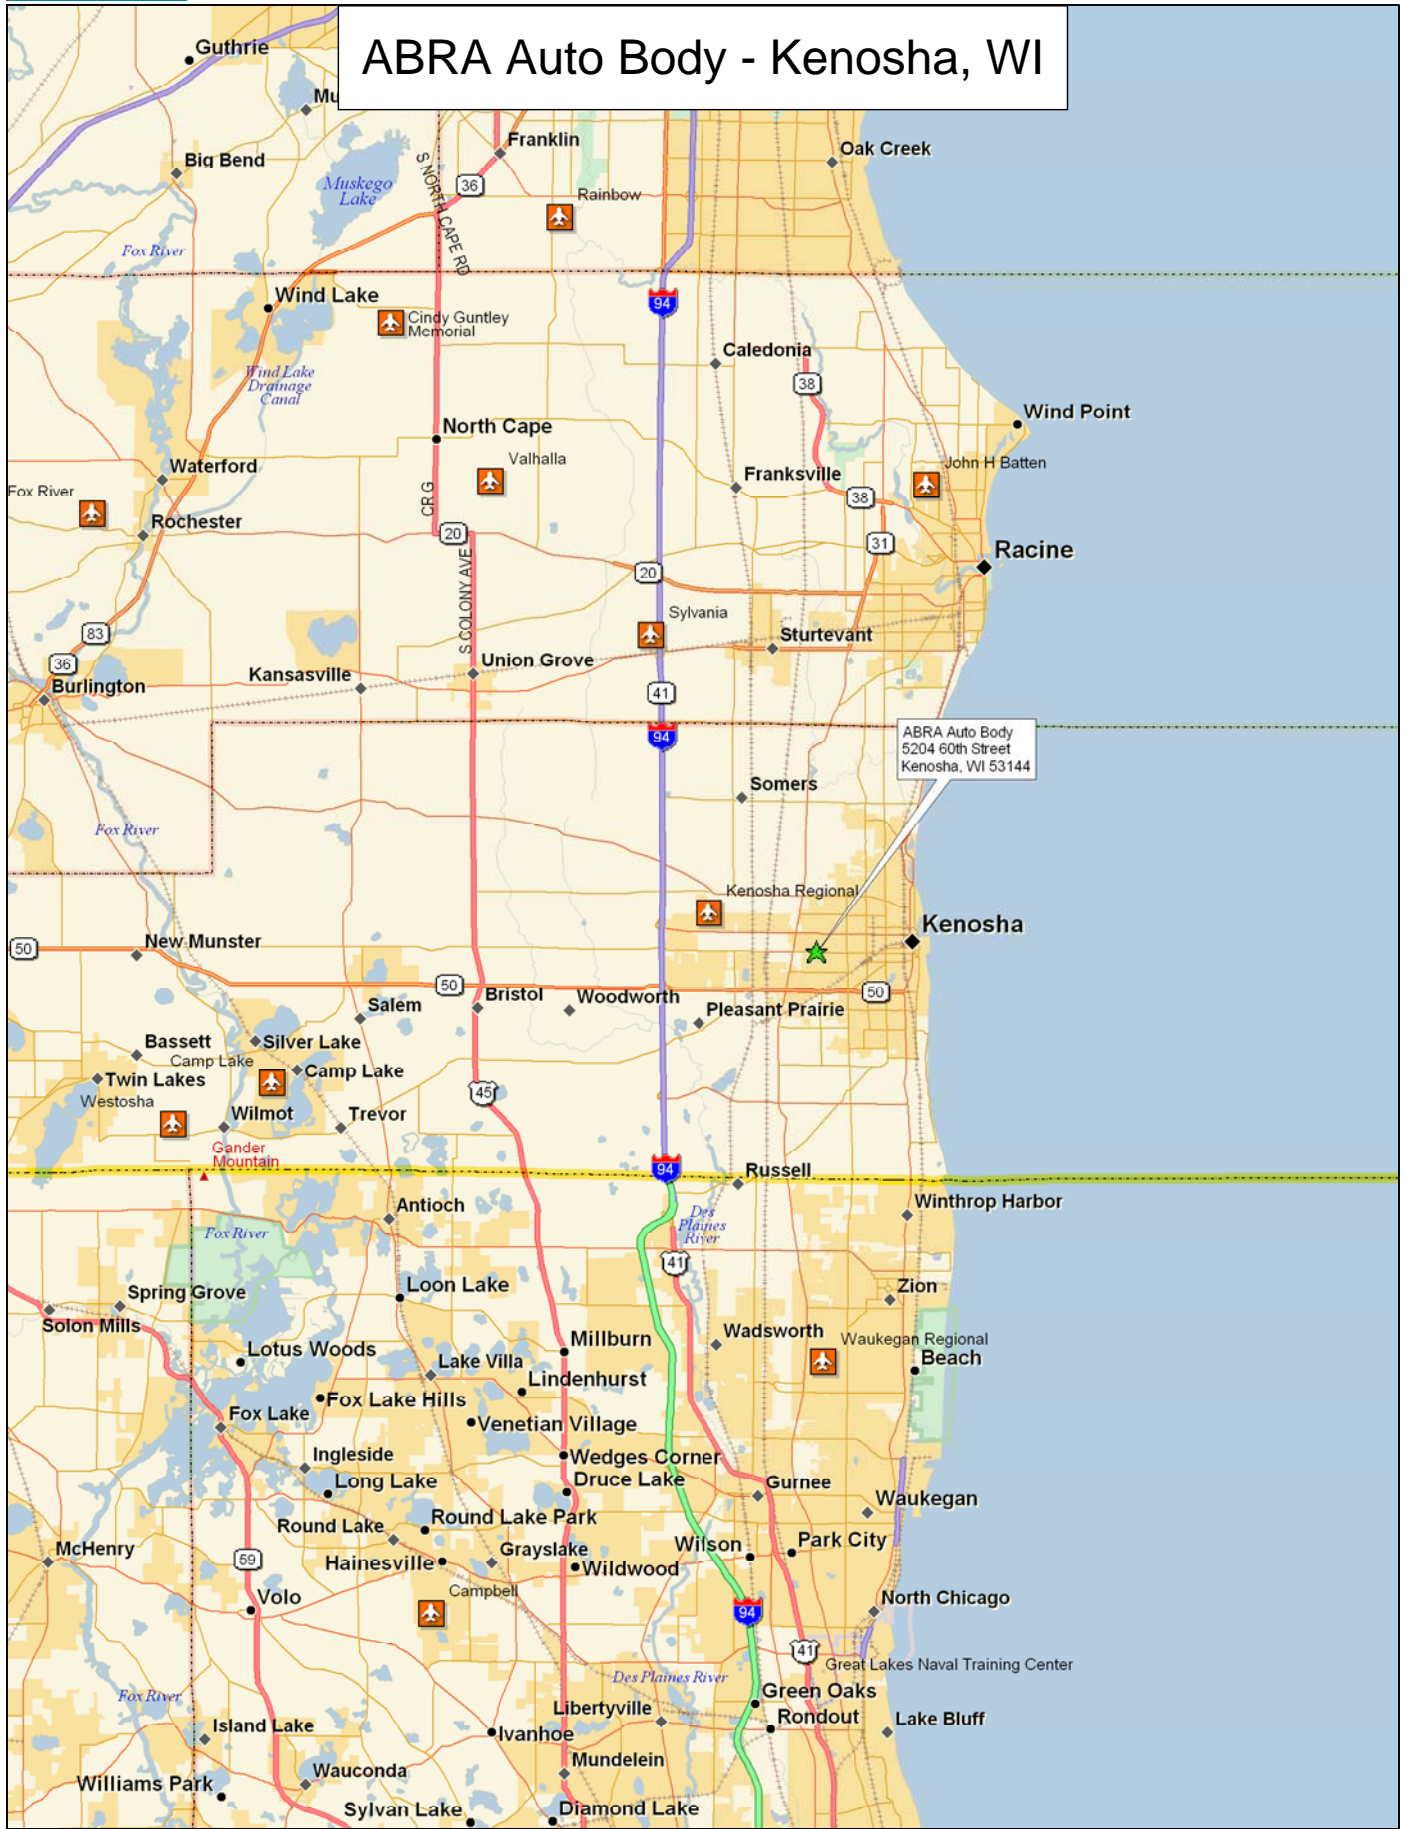 ABRA Auto Body - Kenosha, WI
Guthrie
Mu
Franklin
Oak Creek
Big Bend
Muskego
Lake
S NORTH CAPE RD
36
Rainbow
Fox River
Wind Lake
94
Cindy Guntley
Memorial
Caledonia
Wind Lake
Drainage
Canal
38
Wind Point
North Cape
Waterford
Valhalla
Franksville
John H Batten
Fox River
CR G
38
Rochester
20
31
Racine
20
S COLONY AVE
Sylvania
83
Sturtevant
36
Union Grove
Kansasville
Burlington
41
94
ABRA Auto Body
5204 60th Street
Kenosha, WI 53144
Somers
Fox River
Kenosha Regional
Kenosha
50
New Munster
50
Bristol
Woodworth
50
Salem
Pleasant Prairie
Bassett
Silver Lake
Camp Lake
Camp Lake
Twin Lakes
45
Westosha
Wilmot
Trevor
Gander
Mountain
94
Russell
Antioch
Winthrop Harbor
Des
Plaines
River
Fox River
41
Loon Lake
Zion
Spring Grove
Solon Mills
Wadsworth
Waukegan Regional
Millburn
Lotus Woods
Lake Villa
Beach
Lindenhurst
Fox Lake Hills
Fox Lake
Venetian Village
Ingleside
Wedges Corner
Long Lake
Druce Lake
Gurnee
Waukegan
Round Lake Park
Round Lake
Wilson
Park City
McHenry
Grayslake
59
Hainesville
Wildwood
Volo
Campbell
North Chicago
94
41
Great Lakes Naval Training Center
Des Plaines River
Green Oaks
Fox River
Libertyville
Rondout
Lake Bluff
Island Lake
Ivanhoe
Mundelein
Wauconda
Williams Park
Sylvan Lake
Diamond Lake